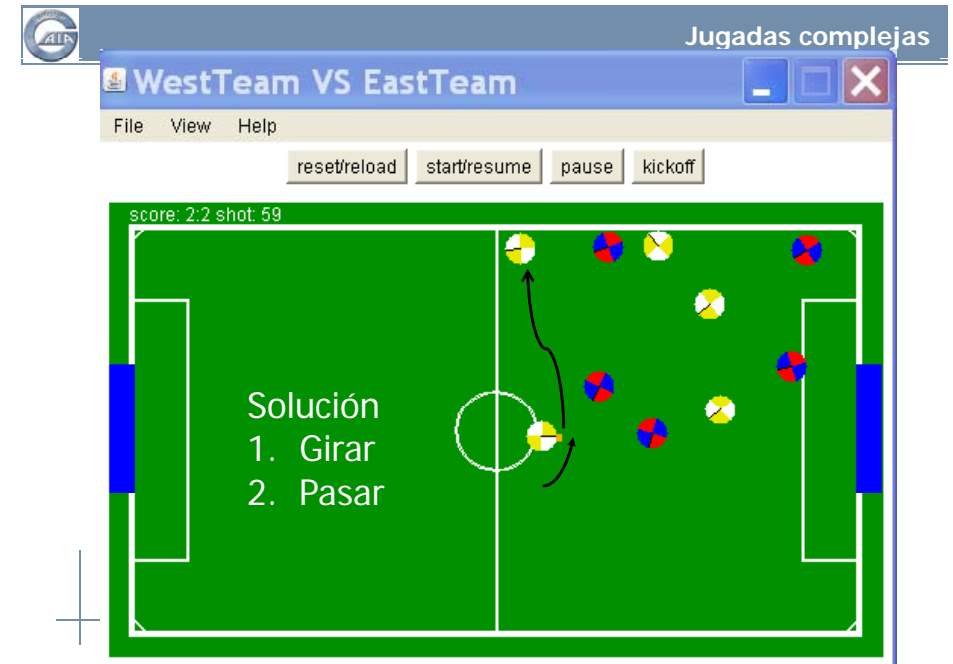 GAIA
Jugadas complejas
WestTeam VS EastTeam
File View Help
reset/reload start/resume pause kickoff
score: 2:2 shot: 59
Solución
1. Girar
2. Pasar